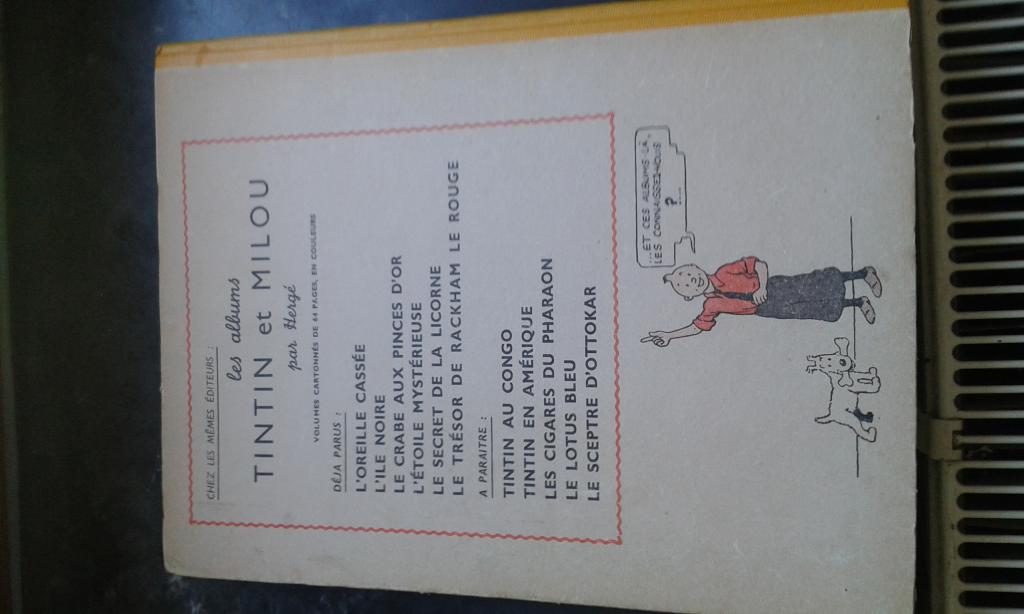 CHEZ LES MÊMES ÉDITEURS :
les albums
TINTIN et MILOU
par Hergé
VOLUMES CARTONNÉS DE 64 PAGES, EN COULEURS
DÉJA PARUS :
L'OREILLE CASSÉE
L'ILE NOIRE
LE CRABE AUX PINCES D'OR
L'ÉTOILE MYSTÉRIEUSE
LE SECRET DE LA LICORNE
LE TRÉSOR DE RACKHAM LE ROUGE
A PARAITRE :
TINTIN AU CONGO
TINTIN EN AMÉRIQUE
LES CIGARES DU PHARAON
LE LOTUS BLEU
LE SCEPTRE D'OTTOKAR
...ET CES ALBUMS-LÀ,
LES CONNAISSEZ-VOUS
?...